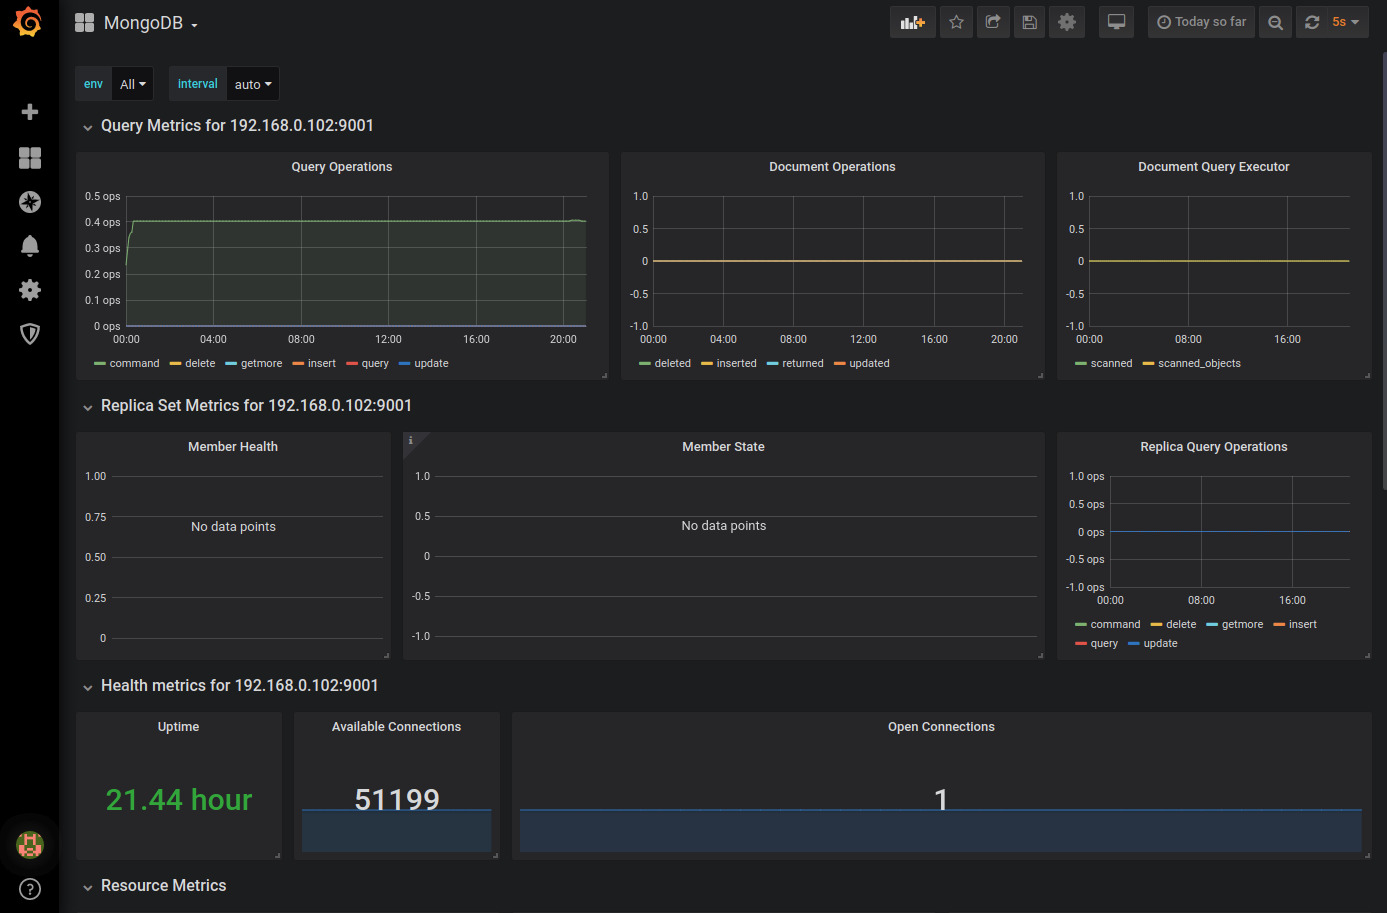 MongoDB
Today so far
5s
env All interval auto
Query Metrics for 192.168.0.102:9001
Query Operations
0.5 ops
0.4 ops
0.3 ops
0.2 ops
0.1 ops
0 ops
00:00 04:00 08:00 12:00 16:00 20:00
command delete getmore insert query update
Document Operations
1.0
0.5
0
-0.5
-1.0
00:00 04:00 08:00 12:00 16:00 20:00
deleted inserted returned updated
Document Query Executor
1.0
0.5
0
-0.5
-1.0
00:00 08:00 16:00
scanned scanned_objects
Replica Set Metrics for 192.168.0.102:9001
Member Health
1.00
0.75
No data points
0.50
0.25
0
i
Member State
1.0
0.5
No data points
0
-0.5
-1.0
Replica Query Operations
1.0 ops
0.5 ops
0 ops
-0.5 ops
-1.0 ops
00:00 08:00 16:00
command delete getmore insert
query update
Health metrics for 192.168.0.102:9001
Uptime
21.44 hour
Available Connections
51199
Open Connections
1
?
Resource Metrics